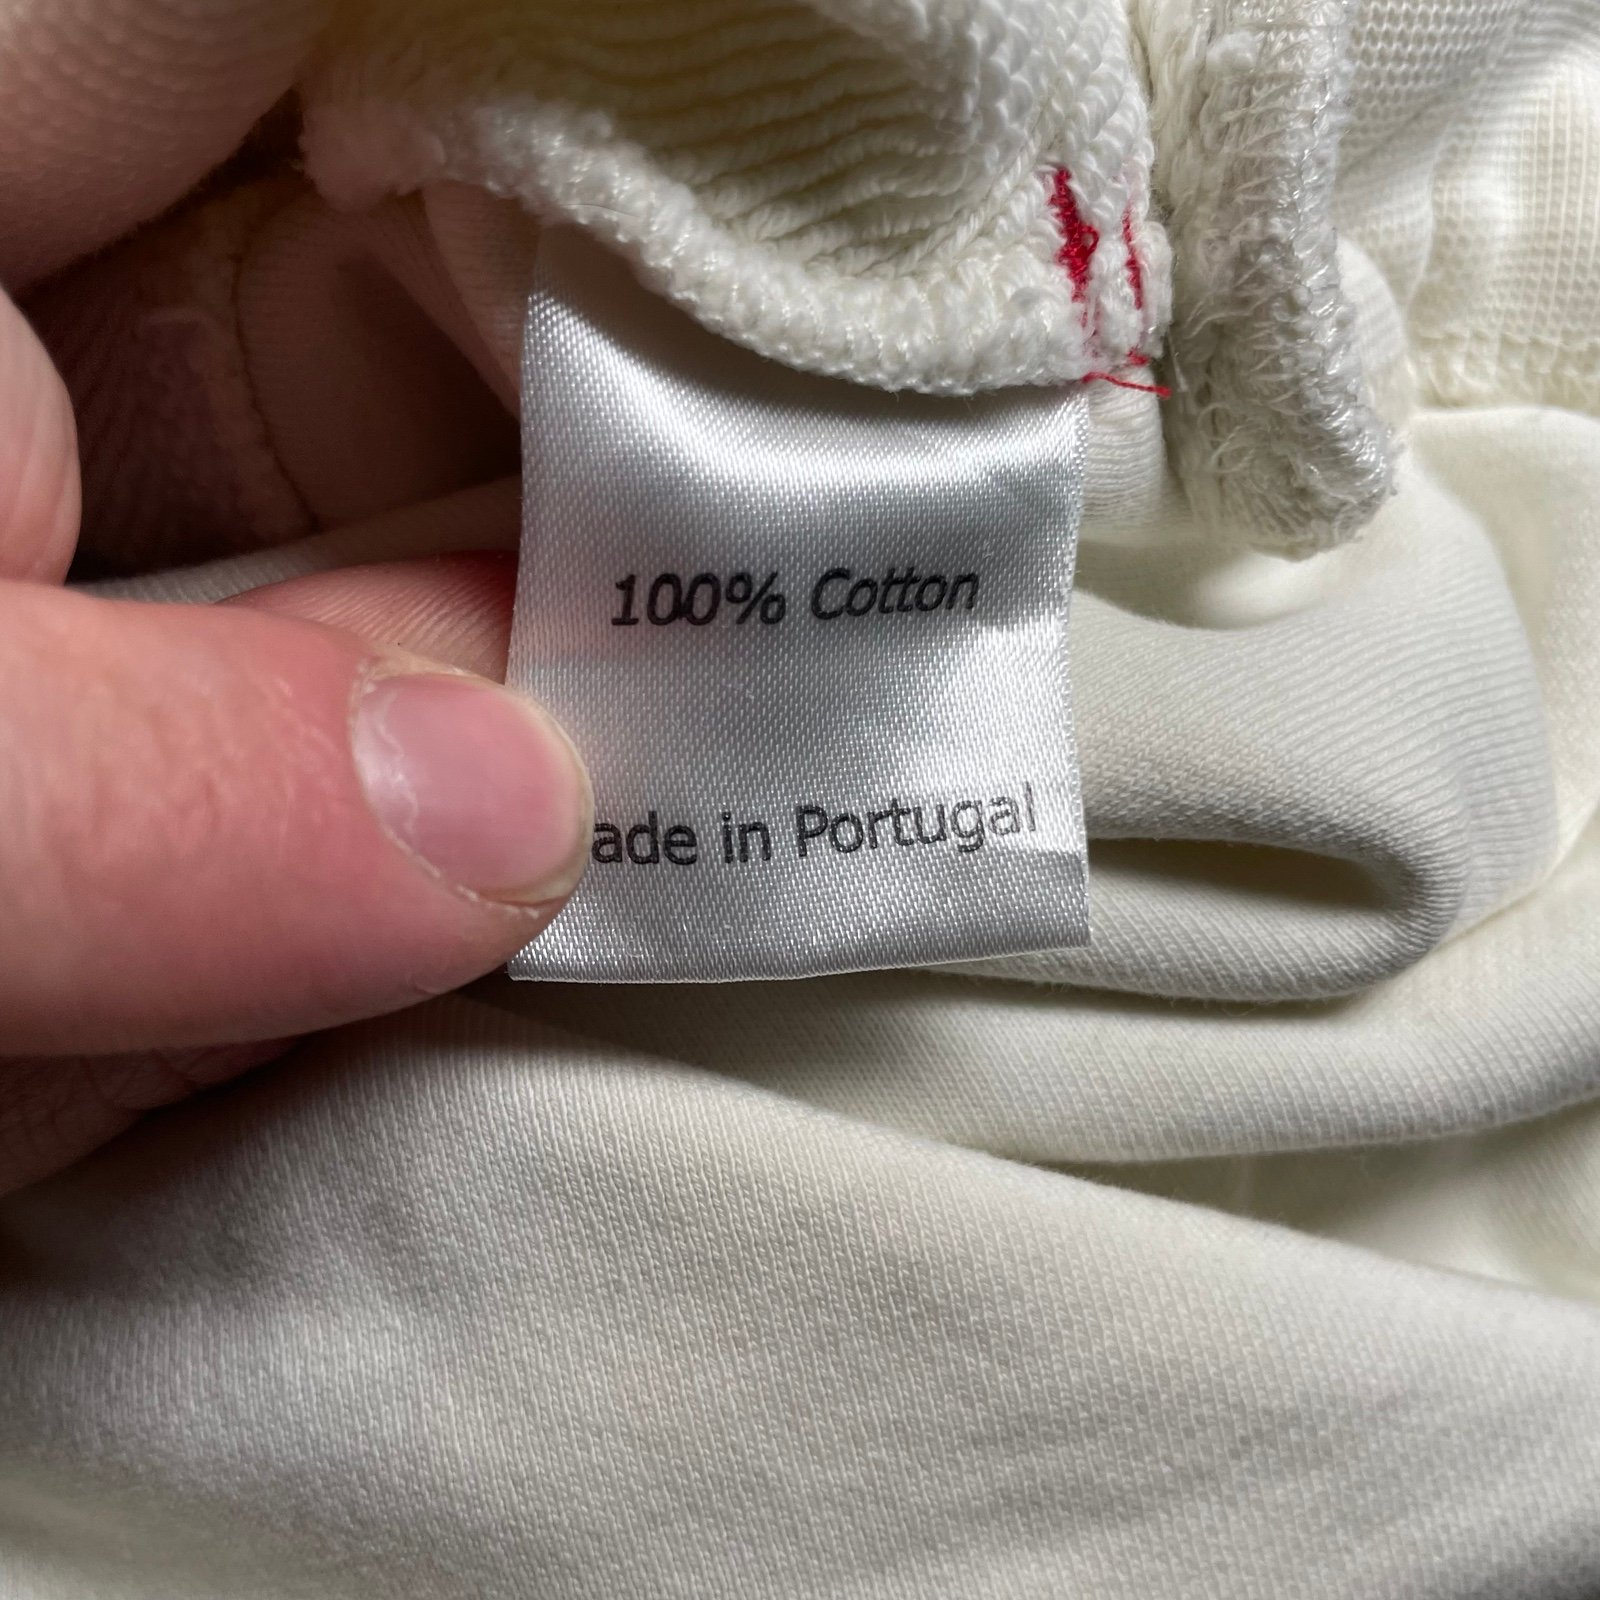 100% Cotton
ade in Portugal